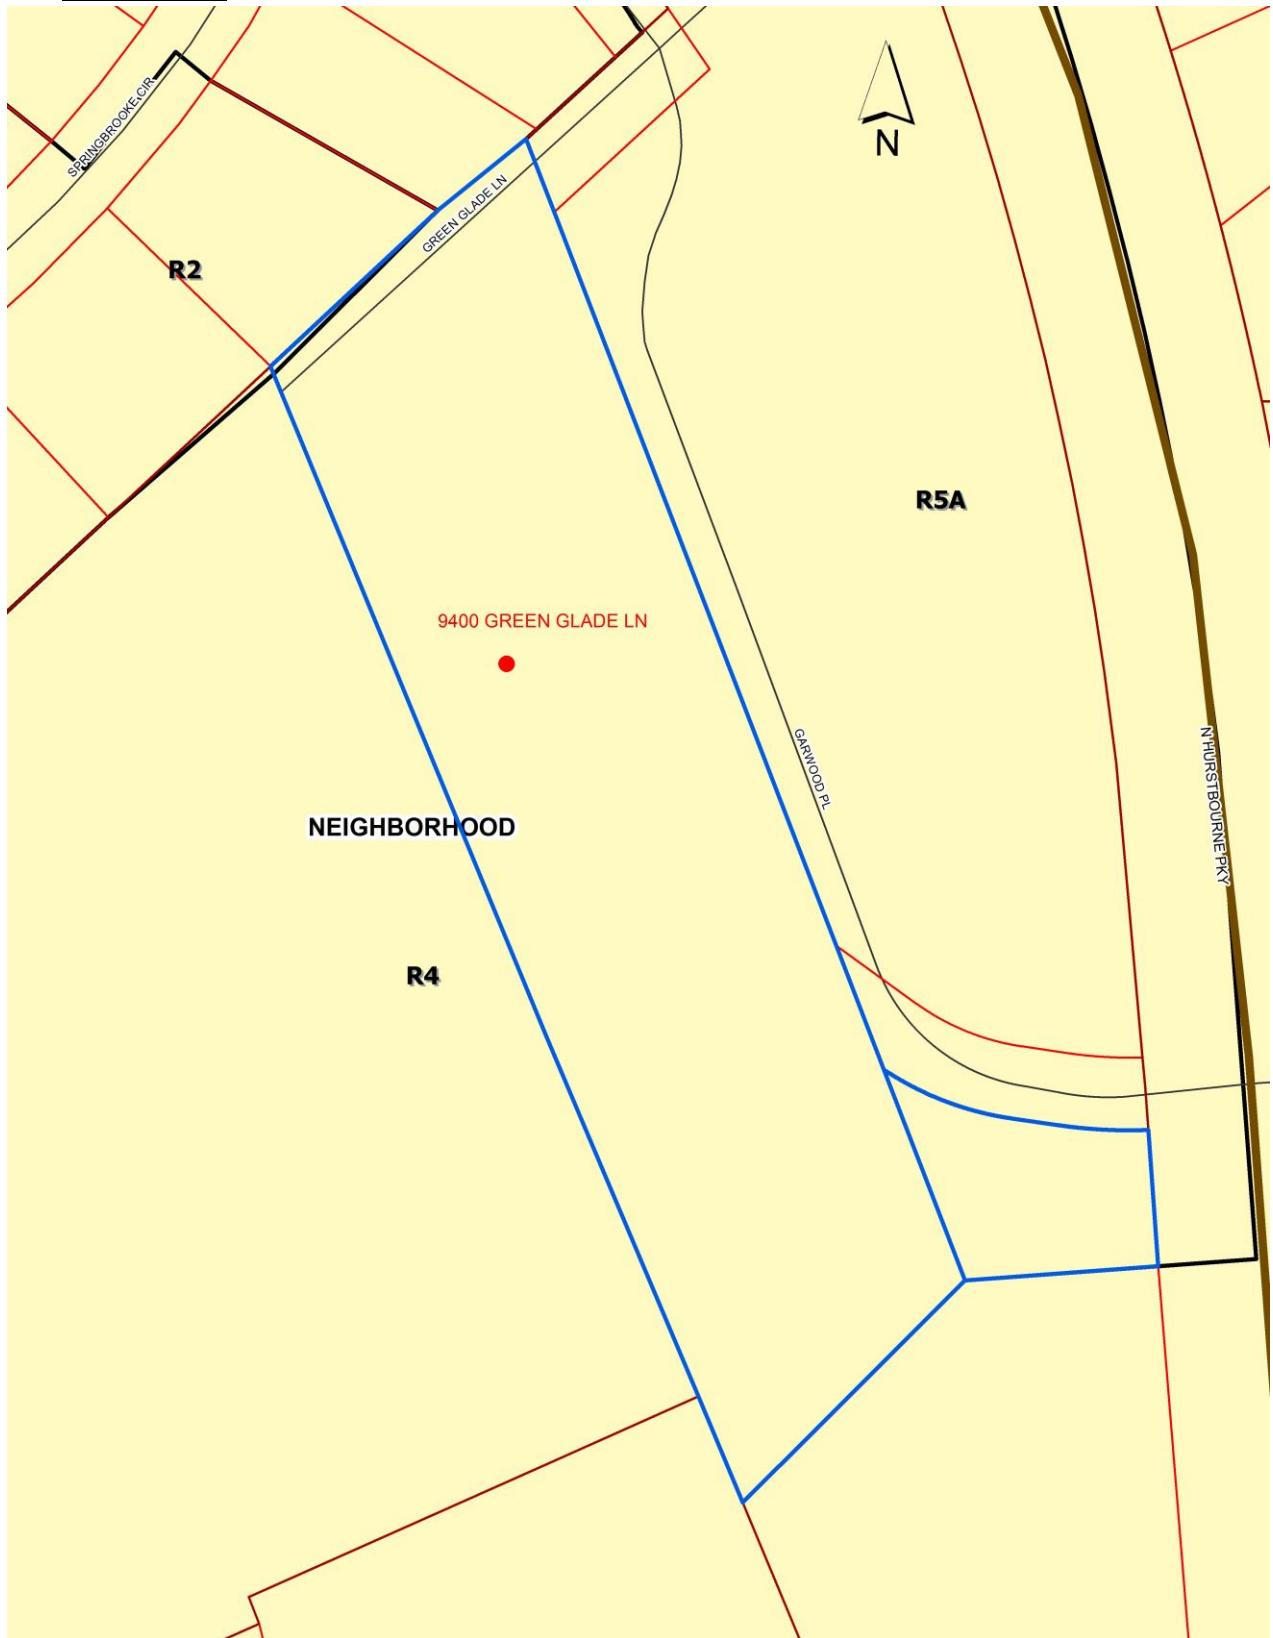 SPRINGBROOKE CIR
N
GREEN GLADE LN
R2
R5A
9400 GREEN GLADE LN
GARWOOD PL
N HURSTBOURNE PKY
NEIGHBORHOOD
R4